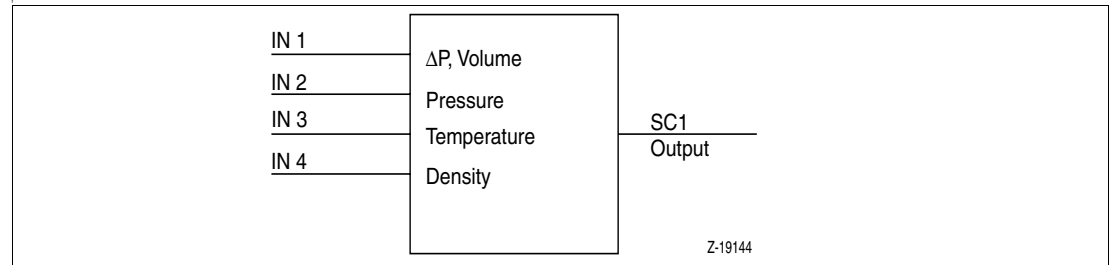 IN 1
ΔP, Volume
IN 2
Pressure
IN 3
Temperature
SC1
Output
IN 4
Density
Z-19144